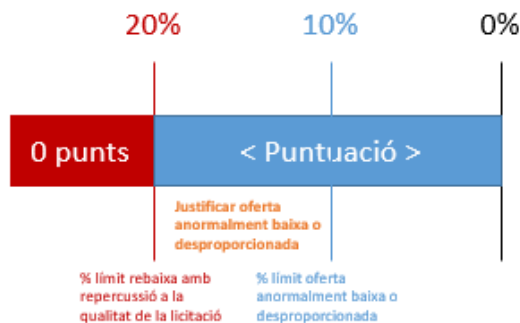 20%
10%
0%
0 punts
< Puntuació >
Justificar oferta
anormalment baixa o
desproporcionada
% límit rebaixa amb
repercussió a la
qualitat de la licitació
% límit oferta
anormalment baixa o
desproporcionada